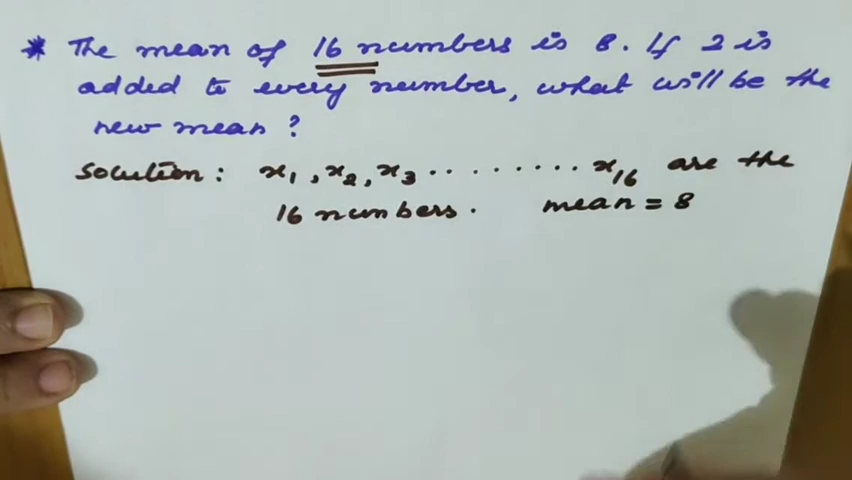 * The mean of 16 numbers is 8. If 2 is
added to every number, what will be the
new mean ?
Solution : x₁, x₂, x₃ .......... x₁₆ are the
16 numbers. mean = 8